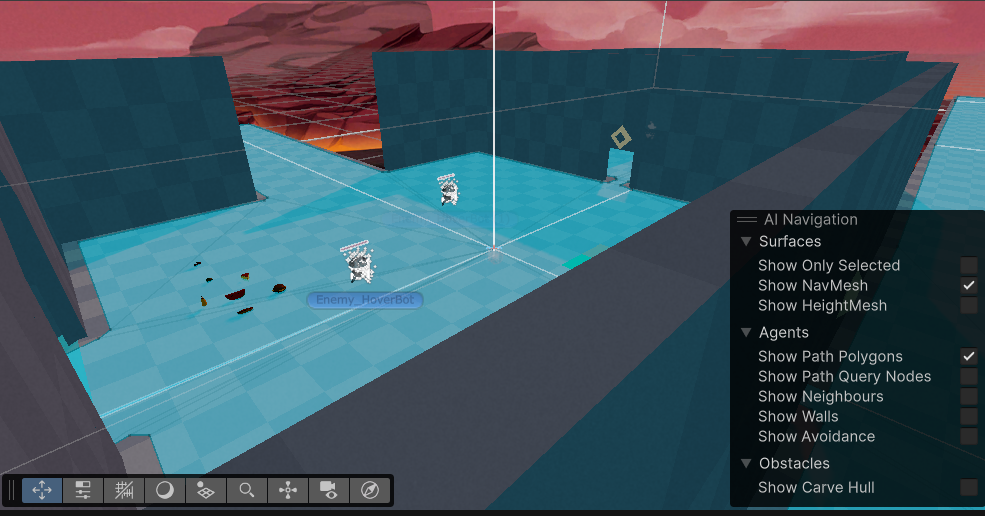 Enemy_HoverBot
AI Navigation
Surfaces
Show Only Selected
Show NavMesh
Show HeightMesh
Agents
Show Path Polygons
Show Path Query Nodes
Show Neighbours
Show Walls
Show Avoidance
Obstacles
Show Carve Hull